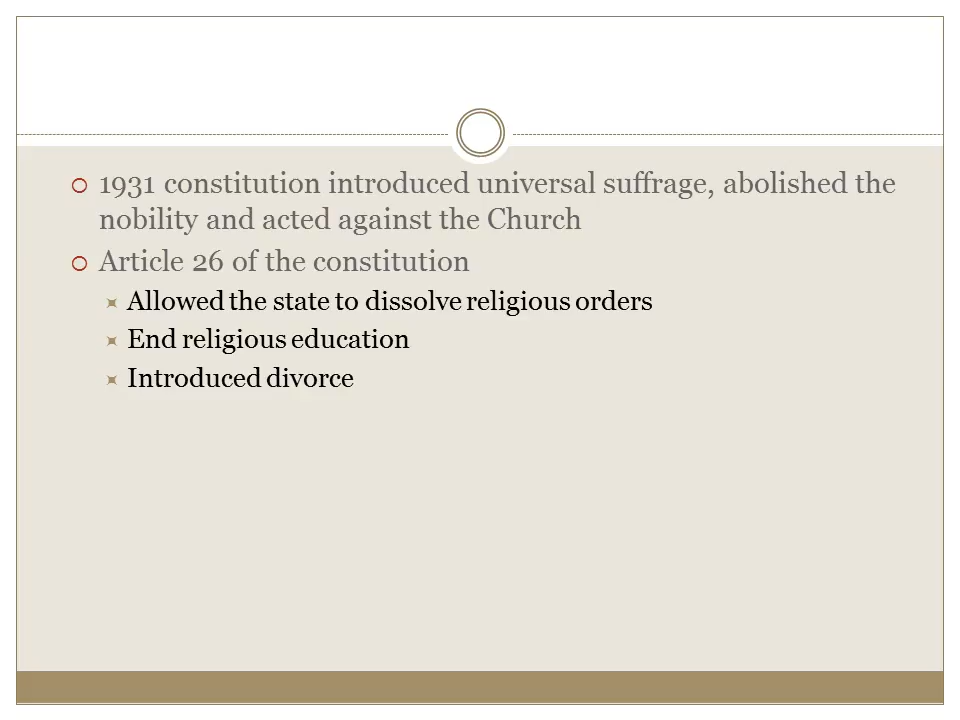 1931 constitution introduced universal suffrage, abolished the
nobility and acted against the Church
Article 26 of the constitution
Allowed the state to dissolve religious orders
End religious education
Introduced divorce